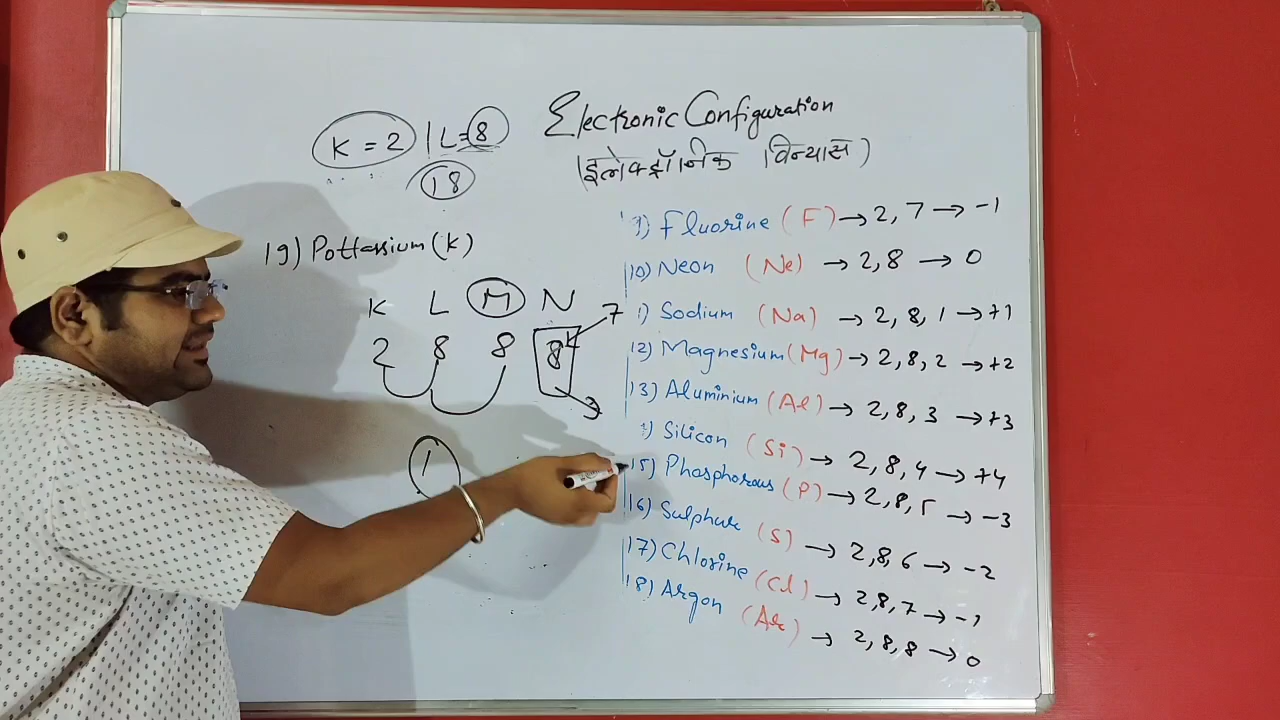 Electronic Configuration
(इलेक्ट्रॉनिक विन्यास)
K = 2 | L = 8
18
19) Pottassium (K)
K L M N
2 8 8 8
7
3
1
9) Fluorine (F) → 2, 7 → -1
10) Neon (Ne) → 2,8 → 0
1) Sodium (Na) → 2, 8, 1 → +1
12) Magnesium (Mg) → 2, 8, 2 → +2
13) Aluminium (Al) → 2, 8, 3 → +3
) Silicon (Si) → 2, 8, 4 → +4
15) Phosphorous (P) → 2,8,5 → -3
16) Sulphur (S) → 2,8,6 → -2
17) Chlorine (Cl) → 2,8,7 → -1
18) Argon (Ar) → 2,8,8 → 0